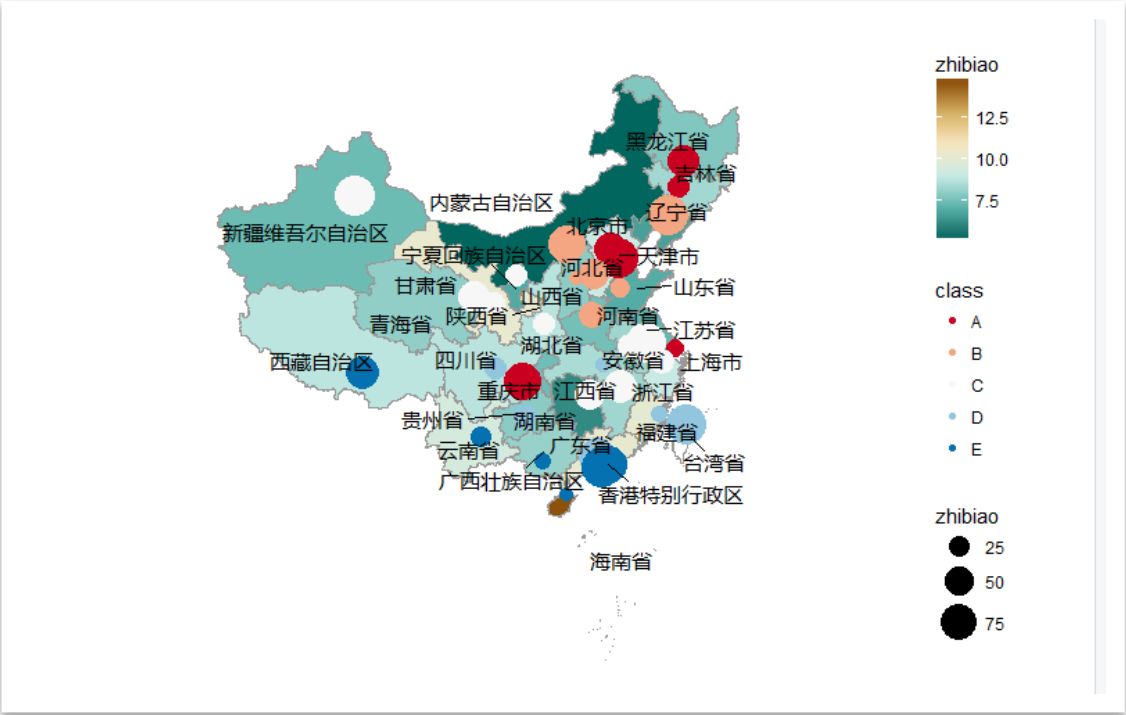 黑龙江省
吉林省
内蒙古自治区
辽宁省
北京市
新疆维吾尔自治区
宁夏回族自治区
天津市
河北省
甘肃省
山东省
山西省
陕西省
河南省
青海省
江苏省
湖北省
西藏自治区
四川省
安徽省
上海市
重庆市
江西省
浙江省
贵州省
湖南省
福建省
云南省
广东省
台湾省
广西壮族自治区
香港特别行政区
海南省
zhibiao
12.5
10.0
7.5
class
A
B
C
D
E
zhibiao
25
50
75